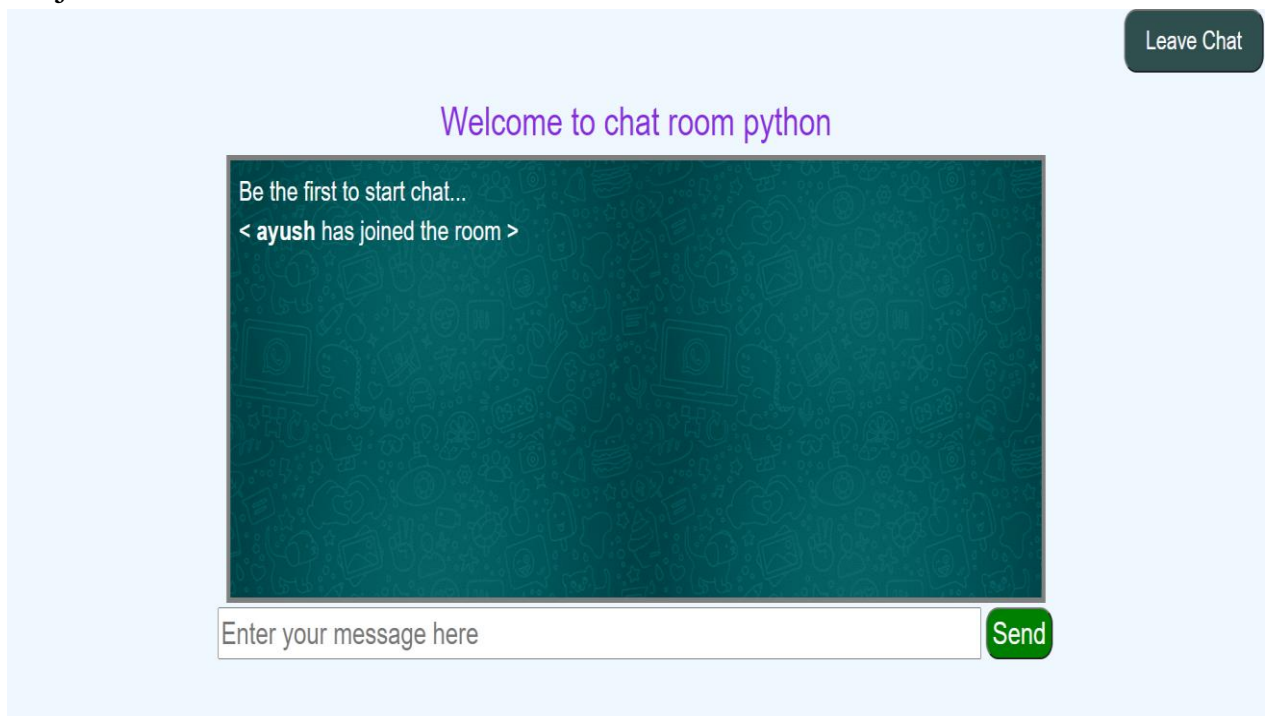 Leave Chat
Welcome to chat room python
Be the first to start chat...
< ayush has joined the room >
Enter your message here
Send